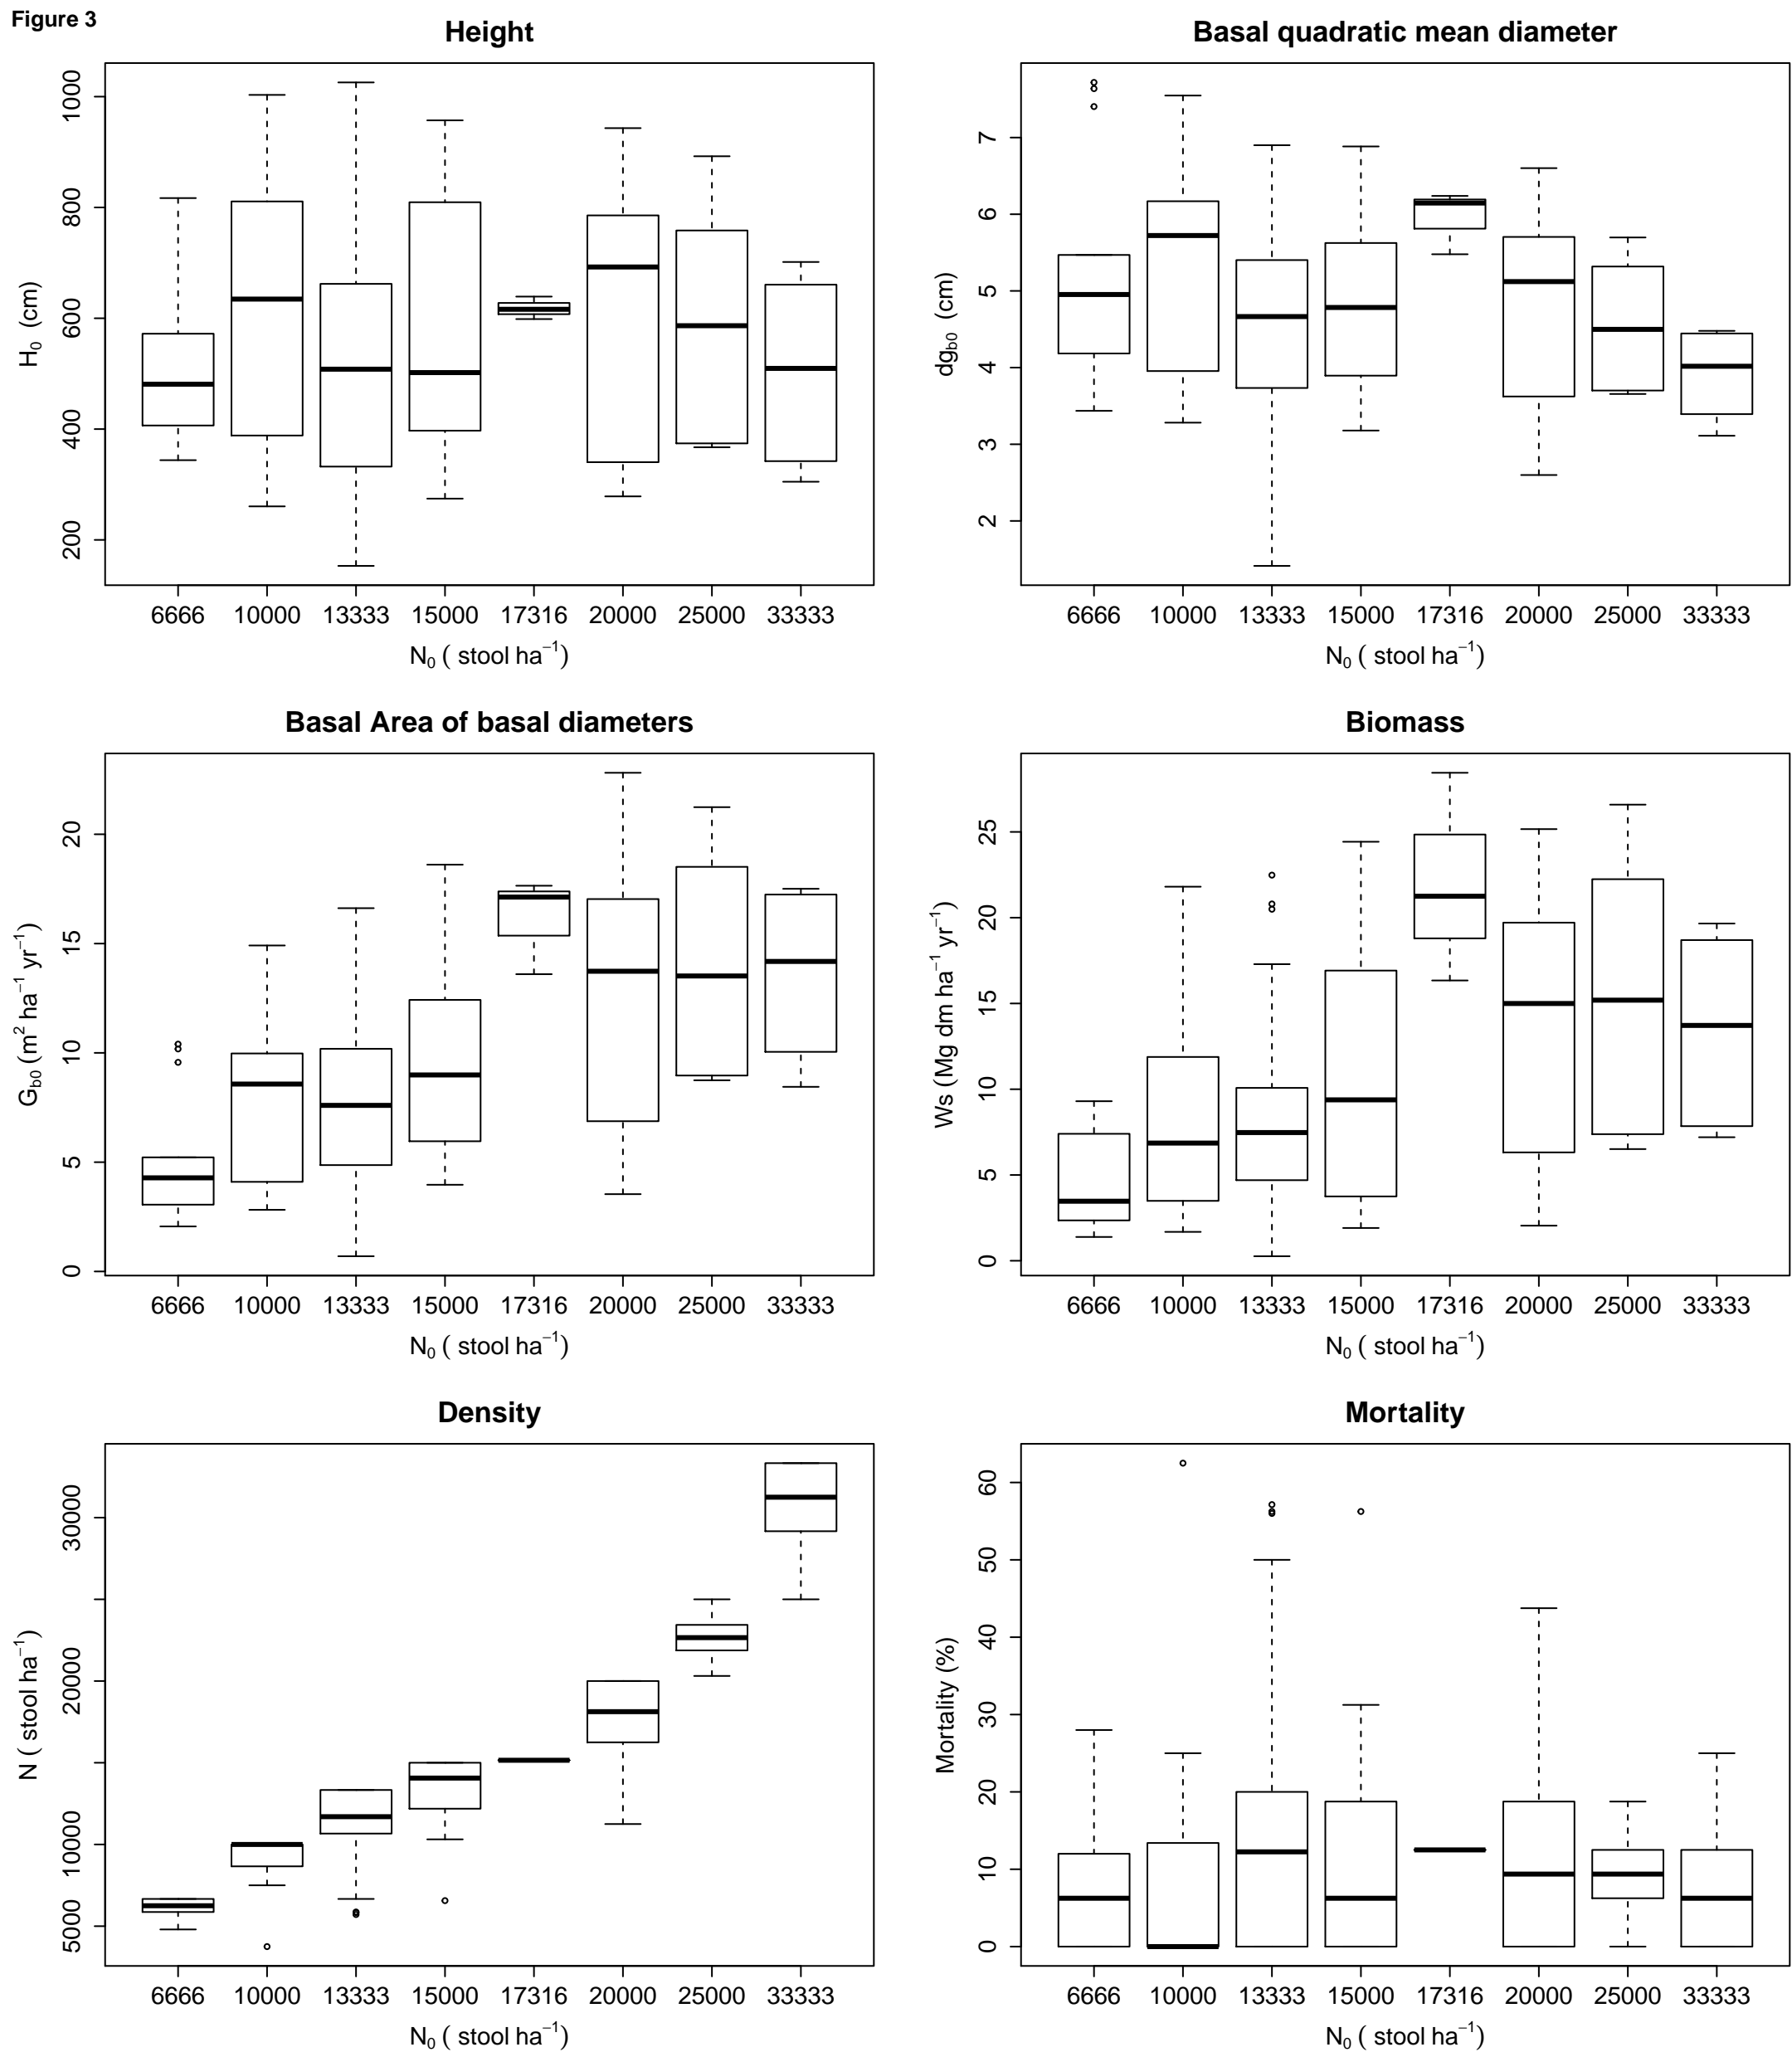 Figure 3
Height
H₀ (cm)
1000
800
600
400
200
6666 10000 13333 15000 17316 20000 25000 33333
N₀ ( stool ha⁻¹)
Basal quadratic mean diameter
dg_b0 (cm)
7
6
5
4
3
2
6666 10000 13333 15000 17316 20000 25000 33333
N₀ ( stool ha⁻¹)
Basal Area of basal diameters
G_b0 (m² ha⁻¹ yr⁻¹)
20
15
10
5
0
6666 10000 13333 15000 17316 20000 25000 33333
N₀ ( stool ha⁻¹)
Biomass
Ws (Mg dm ha⁻¹ yr⁻¹)
25
20
15
10
5
0
6666 10000 13333 15000 17316 20000 25000 33333
N₀ ( stool ha⁻¹)
Density
N ( stool ha⁻¹)
30000
20000
10000
5000
6666 10000 13333 15000 17316 20000 25000 33333
N₀ ( stool ha⁻¹)
Mortality
Mortality (%)
60
50
40
30
20
10
0
6666 10000 13333 15000 17316 20000 25000 33333
N₀ ( stool ha⁻¹)